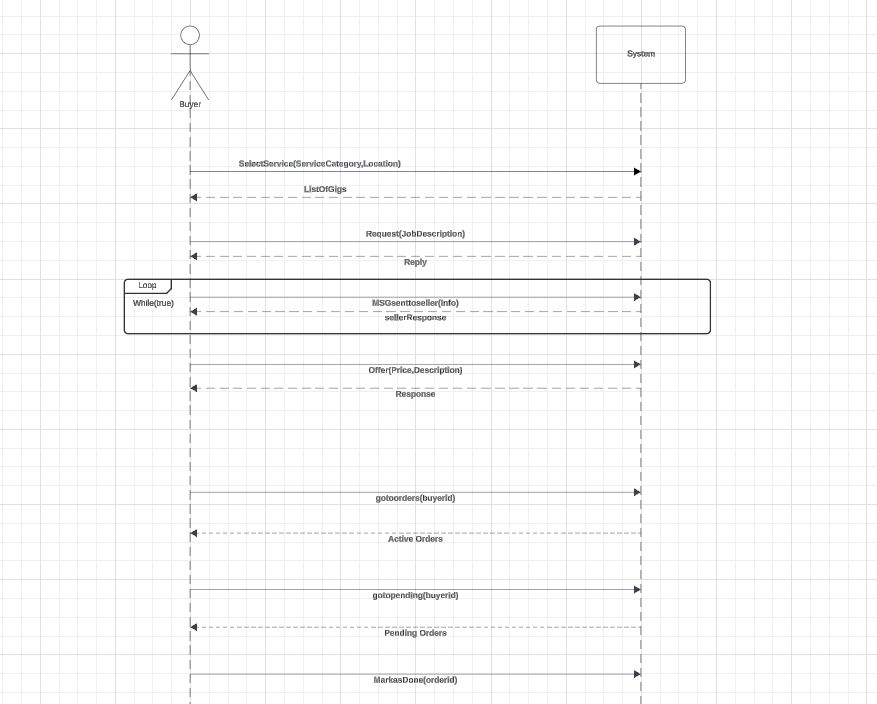 System
Buyer
SelectService(ServiceCategory,Location)
ListOfGigs
Request(JobDescription)
Reply
Loop
While(true)
MSGsenttoseller(Info)
sellerResponse
Offer(Price,Description)
Response
gotoorders(buyerid)
Active Orders
gotopending(buyerid)
Pending Orders
MarkasDone(orderid)